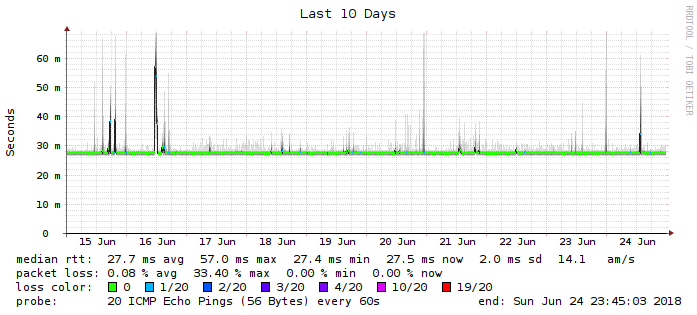 Last 10 Days
RRDTOOL / TOBI OETIKER
Seconds
60 m
50 m
40 m
30 m
20 m
10 m
0
15 Jun 16 Jun 17 Jun 18 Jun 19 Jun 20 Jun 21 Jun 22 Jun 23 Jun 24 Jun
median rtt: 27.7 ms avg 57.0 ms max 27.4 ms min 27.5 ms now 2.0 ms sd 14.1 am/s
packet loss: 0.08 % avg 33.40 % max 0.00 % min 0.00 % now
loss color: 0 1/20 2/20 3/20 4/20 10/20 19/20
probe: 20 ICMP Echo Pings (56 Bytes) every 60s end: Sun Jun 24 23:45:03 2018